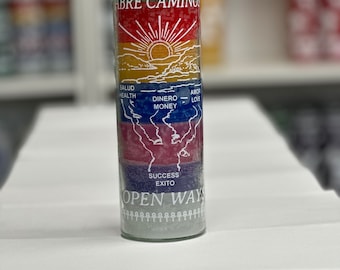 ABRE CAMINO
SALUD
HEALTH
DINERO
MONEY
AMOR
LOVE
SUCCESS
EXITO
OPEN WAYS